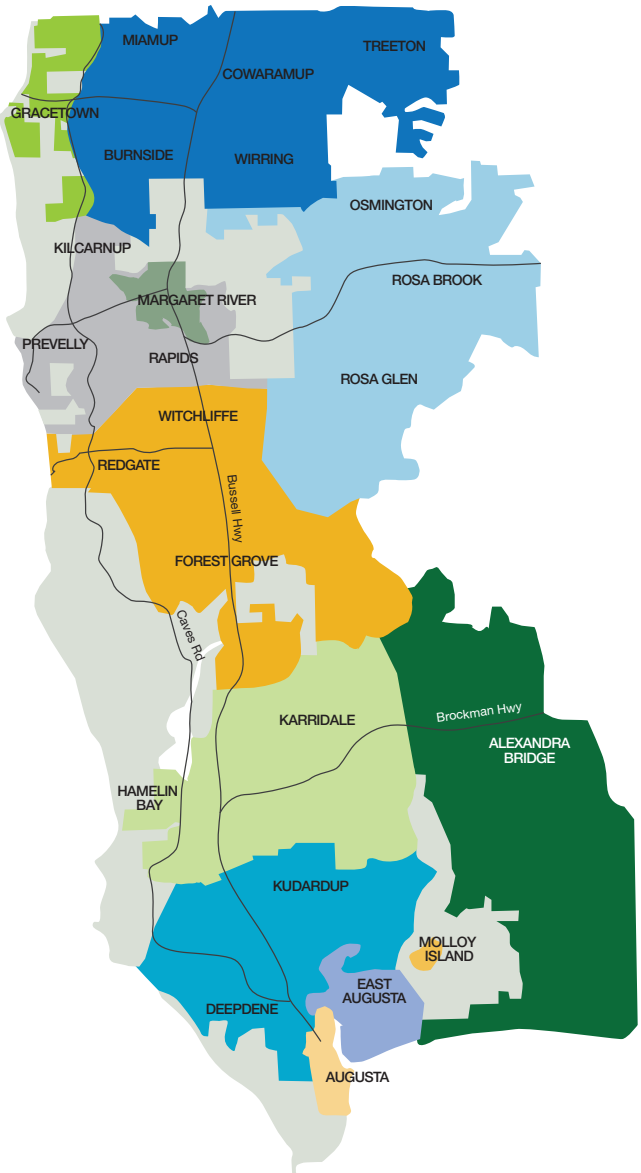 MIAMUP
TREETON
COWARAMUP
GRACETOWN
BURNSIDE
WIRRING
OSMINGTON
KILCARNUP
ROSA BROOK
MARGARET RIVER
PREVELLY
RAPIDS
ROSA GLEN
WITCHLIFFE
REDGATE
Bussell Hwy
FOREST GROVE
Caves Rd
KARRIDALE
Brockman Hwy
ALEXANDRA
BRIDGE
HAMELIN
BAY
KUDARDUP
MOLLOY
ISLAND
EAST
AUGUSTA
DEEPDENE
AUGUSTA